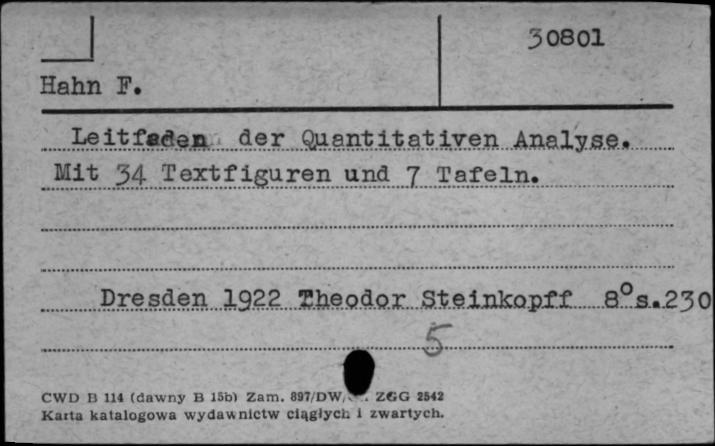 30801
Hahn F.
Leitfaden der Quantitativen Analyse.
Mit 34 Textfiguren und 7 Tafeln.
Dresden 1922 Theodor Steinkopff 8°s.230
5
CWD B 114 (dawny B 15b) Zam. 897/DW/ ZGG 2542
Karta katalogowa wydawnictw ciągłych i zwartych.